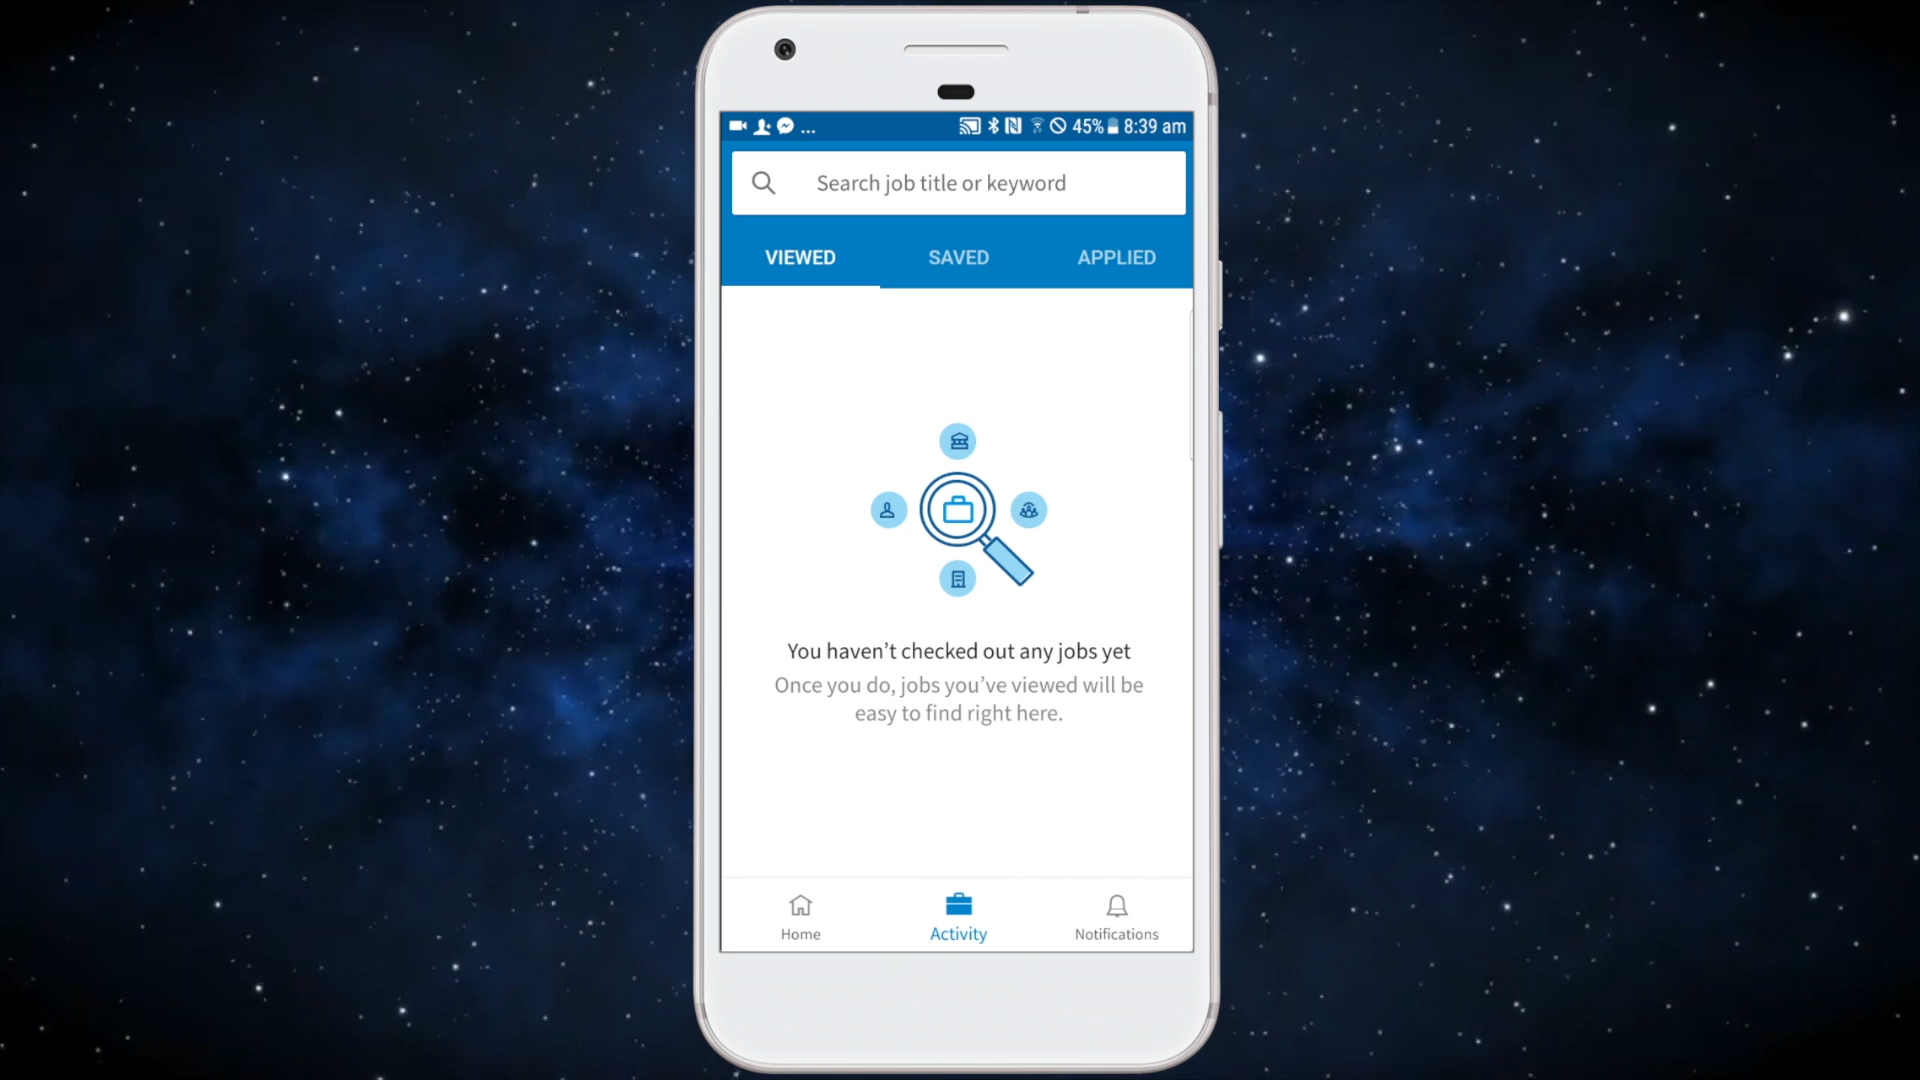 ... 45% 8:39 am
Search job title or keyword
VIEWED SAVED APPLIED
You haven’t checked out any jobs yet
Once you do, jobs you’ve viewed will be
easy to find right here.
Home Activity Notifications